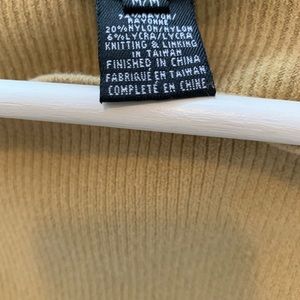 M/M
74%RAYON/
RAYONNE
20%NYLON/NYLON
6%LYCRA/LYCRA
KNITTING & LINKING
IN TAIWAN
FINISHED IN CHINA
FABRIQUÉ EN TAIWAN
COMPLETÉ EN CHINE